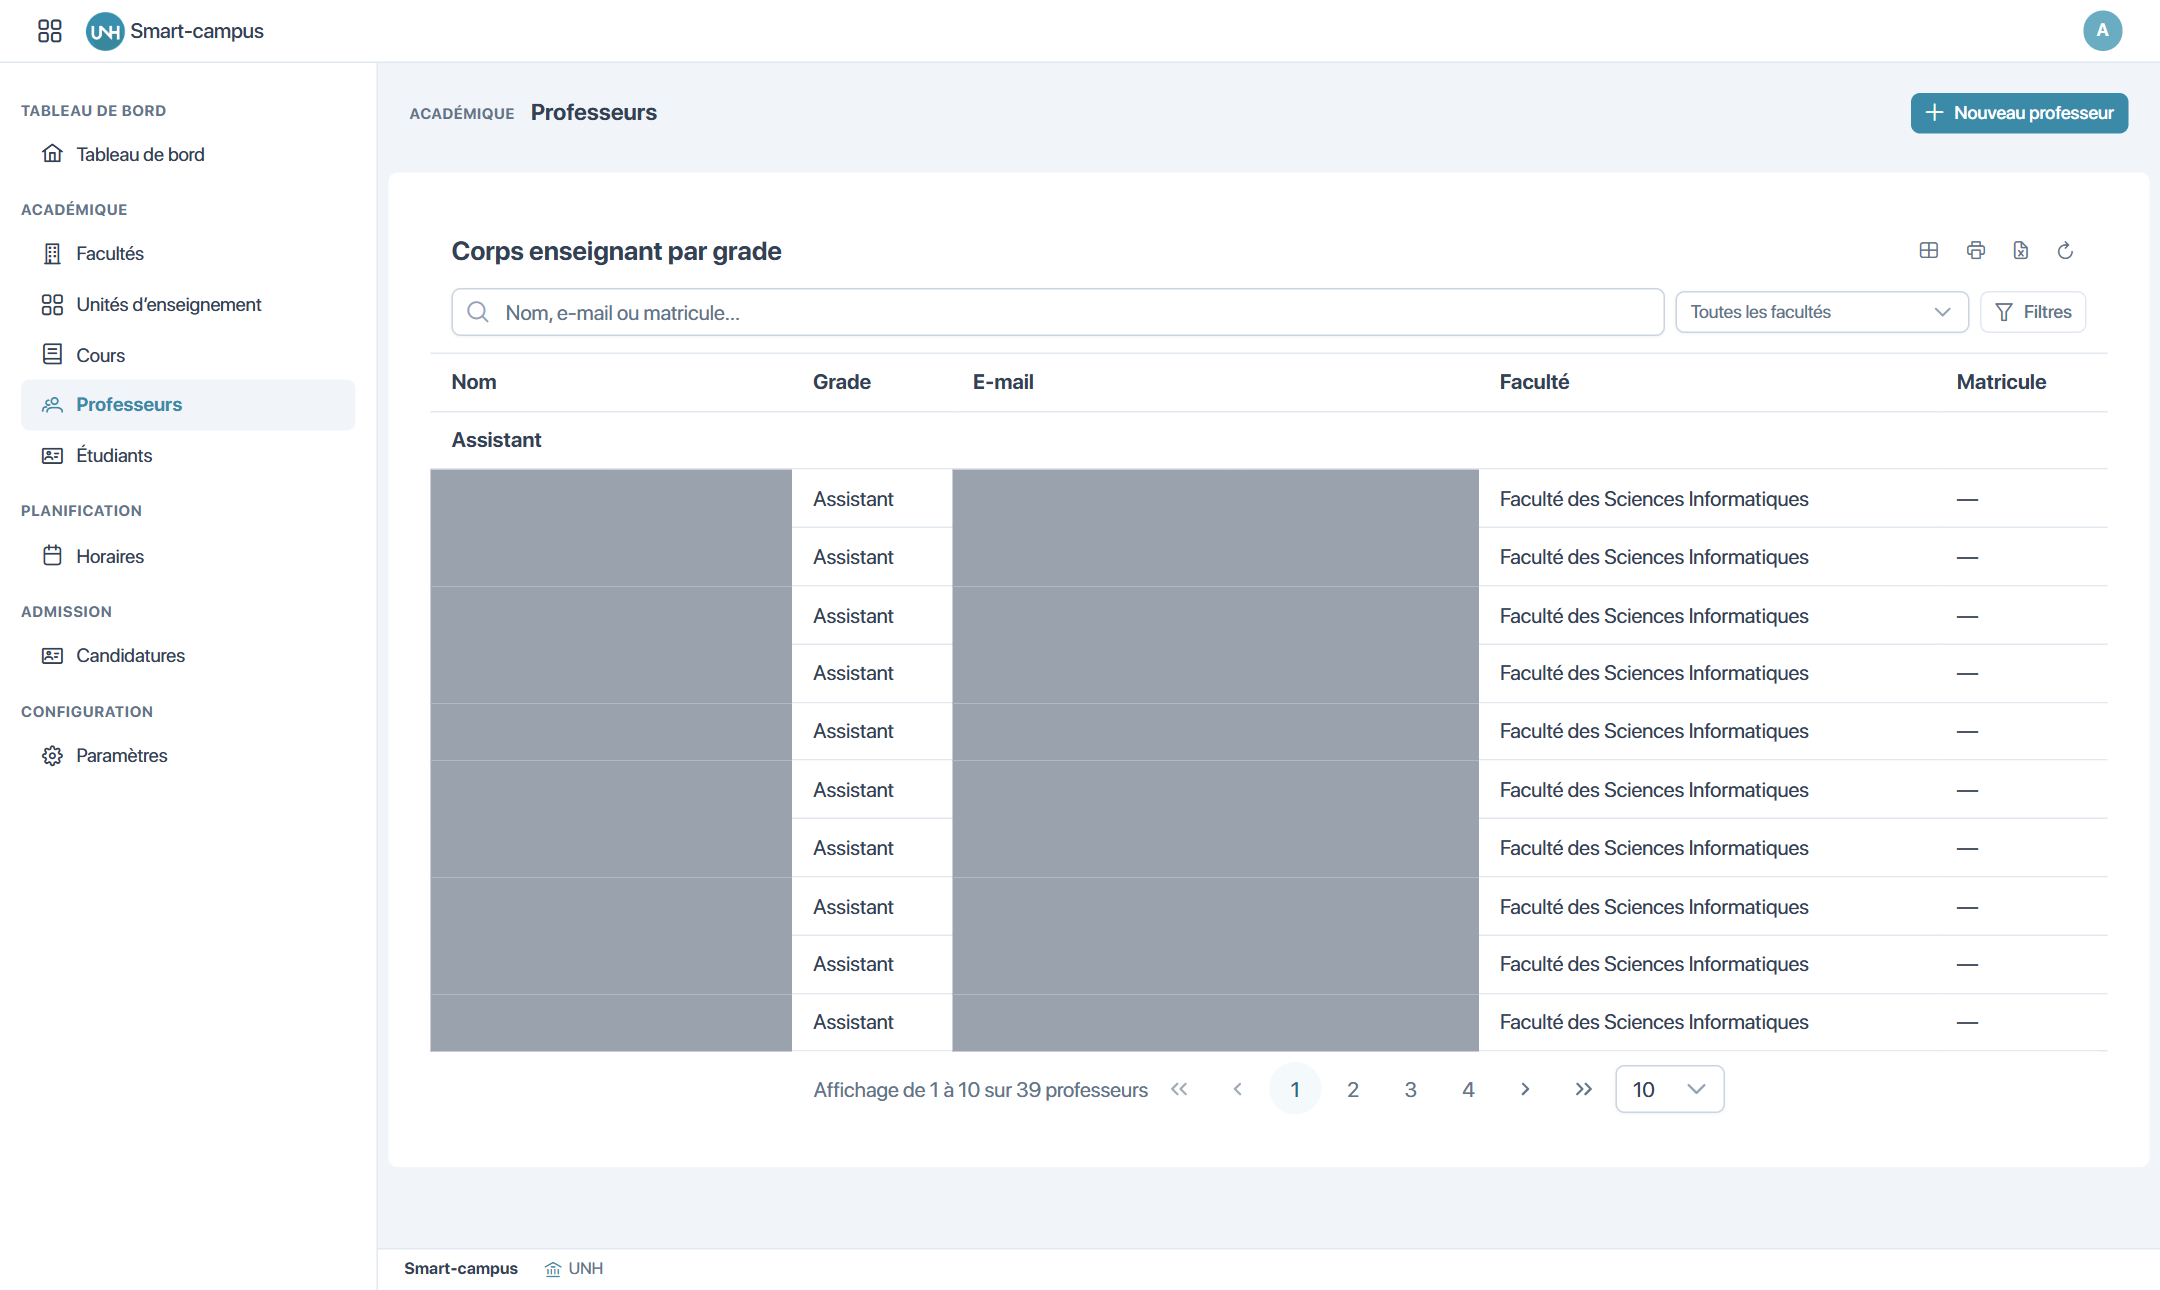 UNH Smart-campus
A
TABLEAU DE BORD
Tableau de bord
ACADÉMIQUE
Facultés
Unités d'enseignement
Cours
Professeurs
Étudiants
PLANIFICATION
Horaires
ADMISSION
Candidatures
CONFIGURATION
Paramètres
ACADÉMIQUE Professeurs
+ Nouveau professeur
Corps enseignant par grade
Nom, e-mail ou matricule...
Toutes les facultés
Filtres
Nom Grade E-mail Faculté Matricule
Assistant
Assistant Faculté des Sciences Informatiques —
Assistant Faculté des Sciences Informatiques —
Assistant Faculté des Sciences Informatiques —
Assistant Faculté des Sciences Informatiques —
Assistant Faculté des Sciences Informatiques —
Assistant Faculté des Sciences Informatiques —
Assistant Faculté des Sciences Informatiques —
Assistant Faculté des Sciences Informatiques —
Assistant Faculté des Sciences Informatiques —
Assistant Faculté des Sciences Informatiques —
Affichage de 1 à 10 sur 39 professeurs « ‹ 1 2 3 4 › » 10
Smart-campus UNH